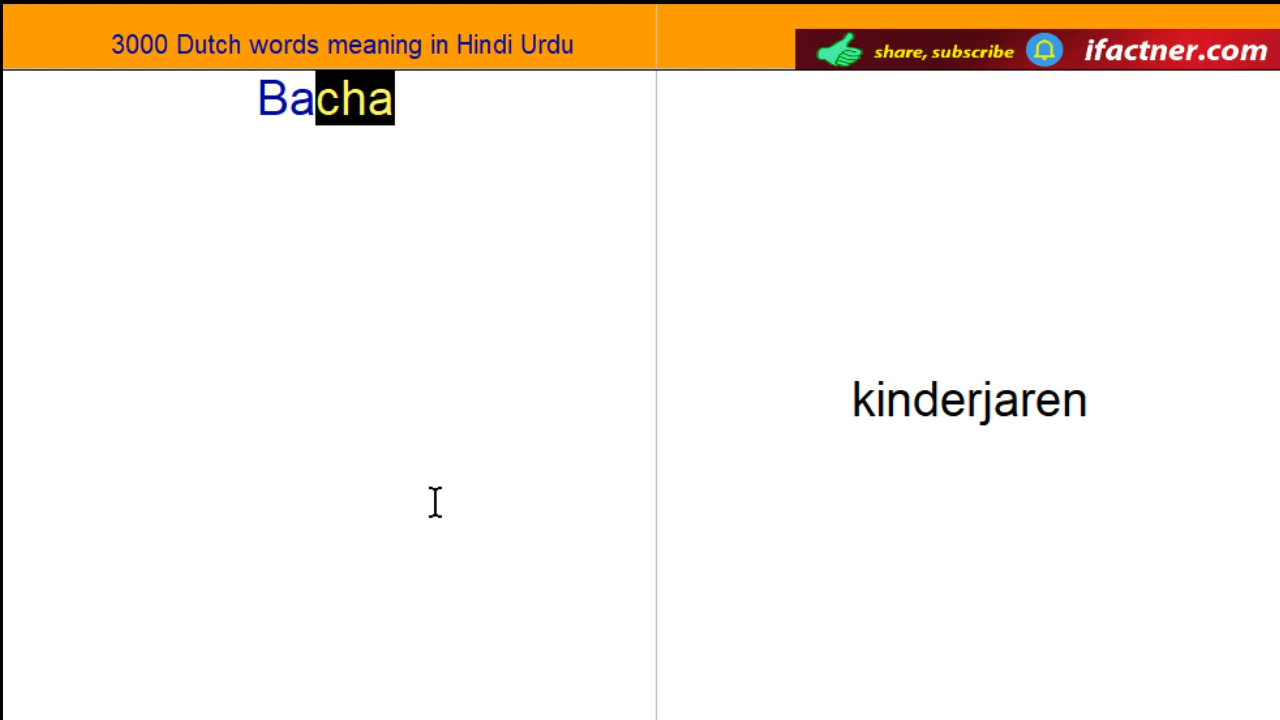 3000 Dutch words meaning in Hindi Urdu
share, subscribe
ifactner.com
Bacha
kinderjaren